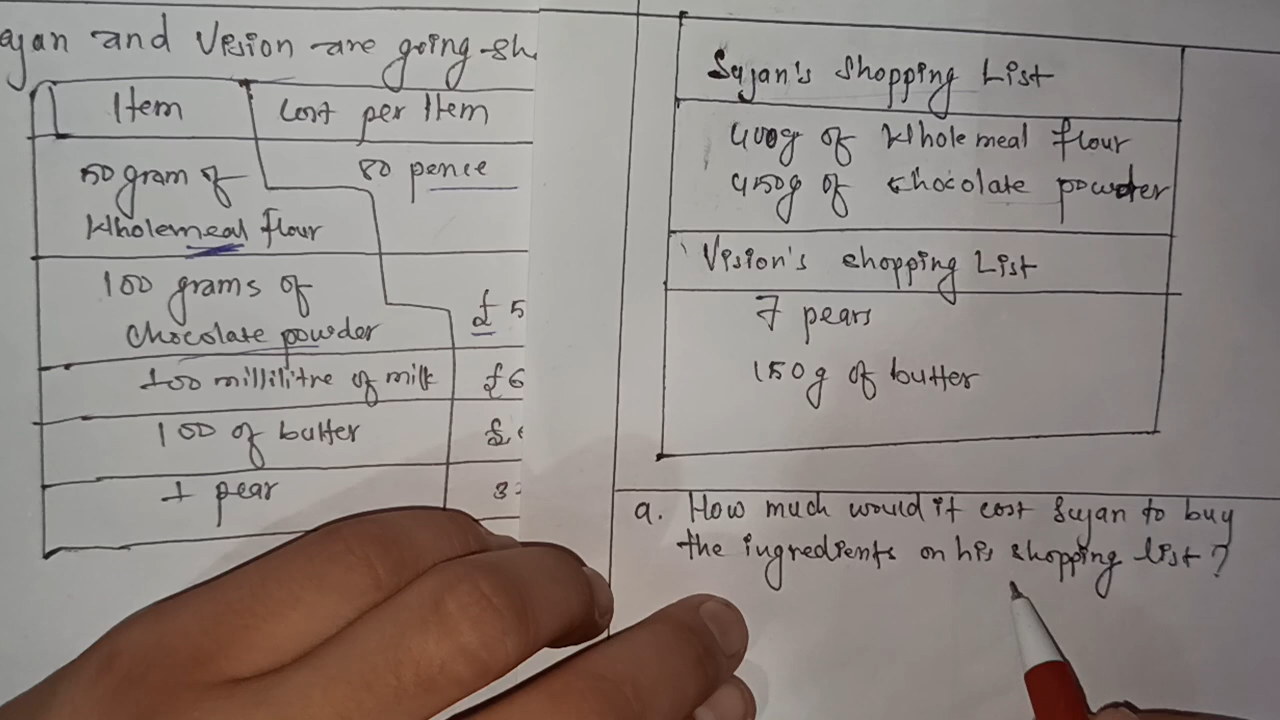 and Vision are going
Item
Cost per Item
50 gram of
Wholemeal flour
80 pence
100 grams of
Chocolate powder
£ 5
100 millilitre of milk
£6
100 of butter
£
1 pear
3
Sujan's Shopping List
400g of Wholemeal flour
450g of chocolate powder
Vision's shopping List
7 pears
150g of butter
a. How much would it cost Sujan to buy
the ingredients on his shopping list?